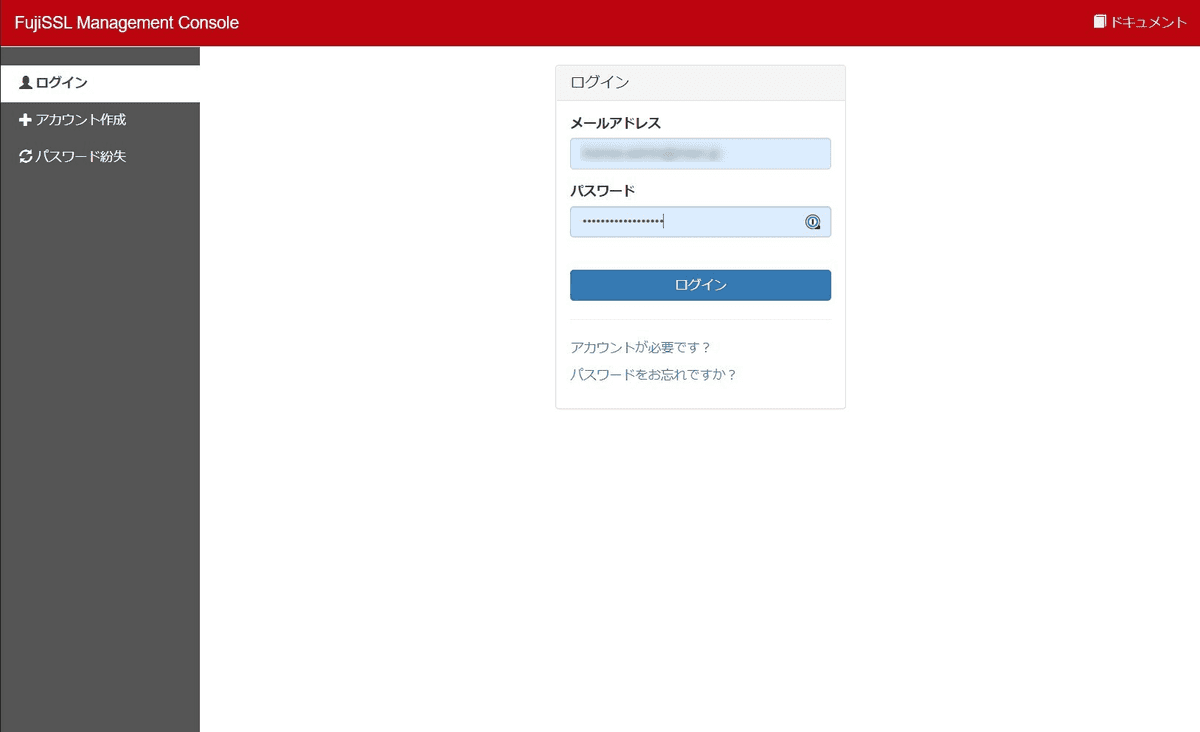 FujiSSL Management Console
ドキュメント
ログイン
アカウント作成
パスワード紛失
ログイン
メールアドレス
パスワード
••••••••••••••••••
ログイン
アカウントが必要です？
パスワードをお忘れですか？